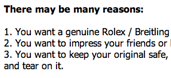 There may be many reasons:
1. You want a genuine Rolex / Breitling
2. You want to impress your friends or
3. You want to keep your original safe,
and tear on it.